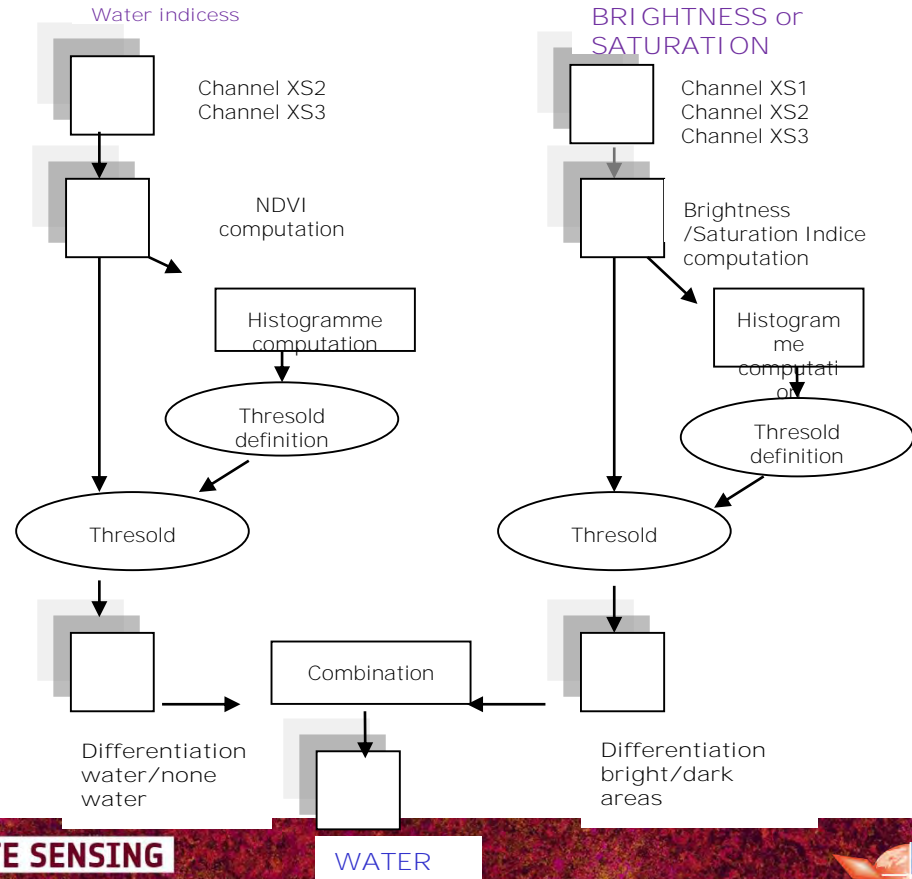 Water indicess
Channel XS2
Channel XS3
NDVI
computation
Histogramme
computation
Thresold
definition
Thresold
Differentiation
water/none
water
BRIGHTNESS or
SATURATION
Channel XS1
Channel XS2
Channel XS3
Brightness
/Saturation Indice
computation
Histogram
me
computati
on
Thresold
definition
Thresold
Differentiation
bright/dark
areas
Combination
WATER
SENSING